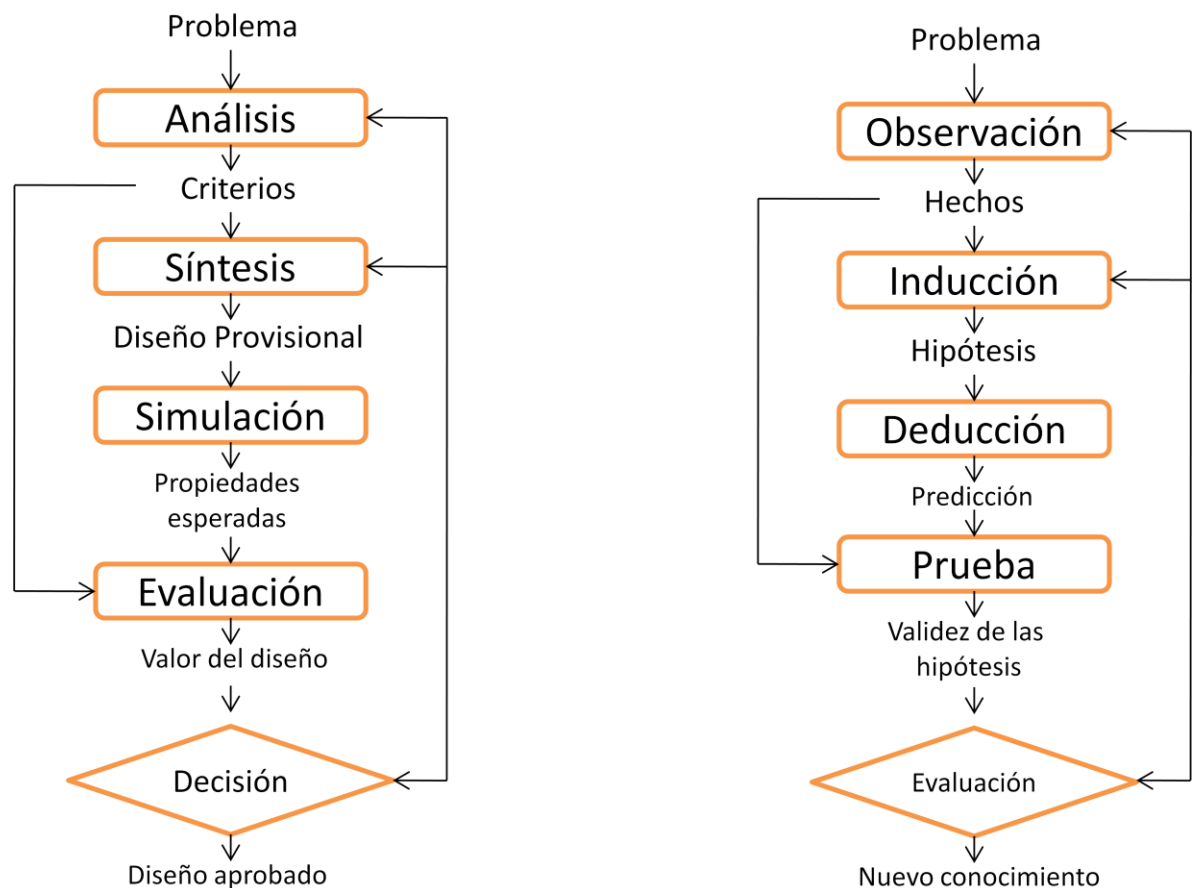 Problema
Análisis
Criterios
Síntesis
Diseño Provisional
Simulación
Propiedades
esperadas
Evaluación
Valor del diseño
Decisión
Diseño aprobado
Problema
Observación
Hechos
Inducción
Hipótesis
Deducción
Predicción
Prueba
Validez de las
hipótesis
Evaluación
Nuevo conocimiento